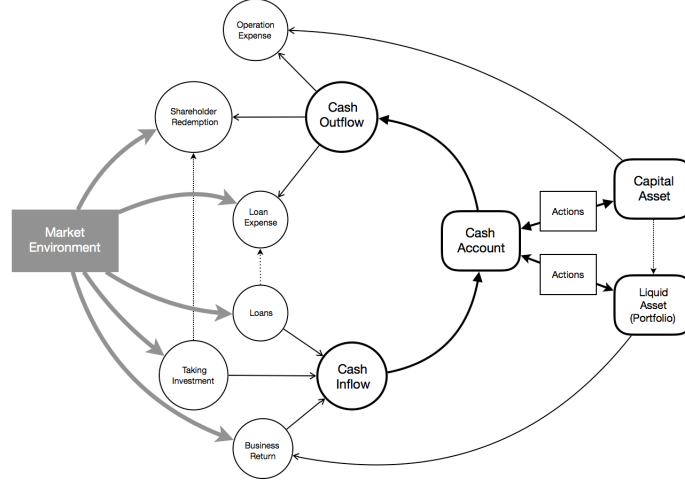 Operation
Expense
Shareholder
Redemption
Cash
Outflow
Capital
Asset
Actions
Loan
Expense
Market
Environment
Cash
Account
Actions
Liquid
Asset
(Portfolio)
Loans
Taking
Investment
Cash
Inflow
Business
Return